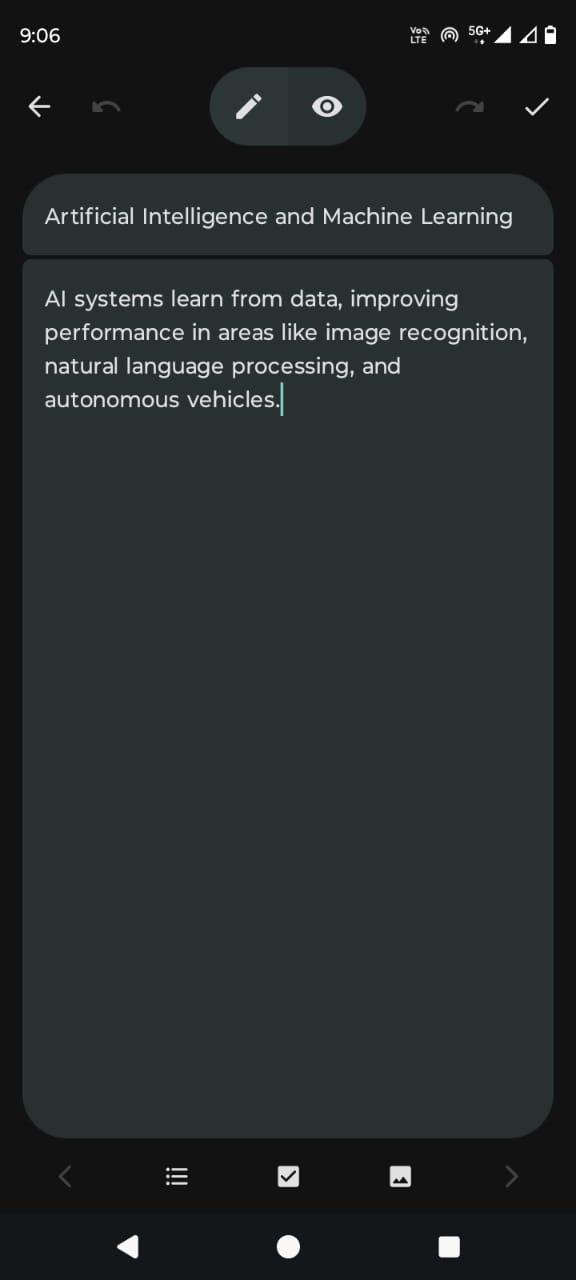 9:06
Vo LTE
5G+
Artificial Intelligence and Machine Learning
AI systems learn from data, improving
performance in areas like image recognition,
natural language processing, and
autonomous vehicles.